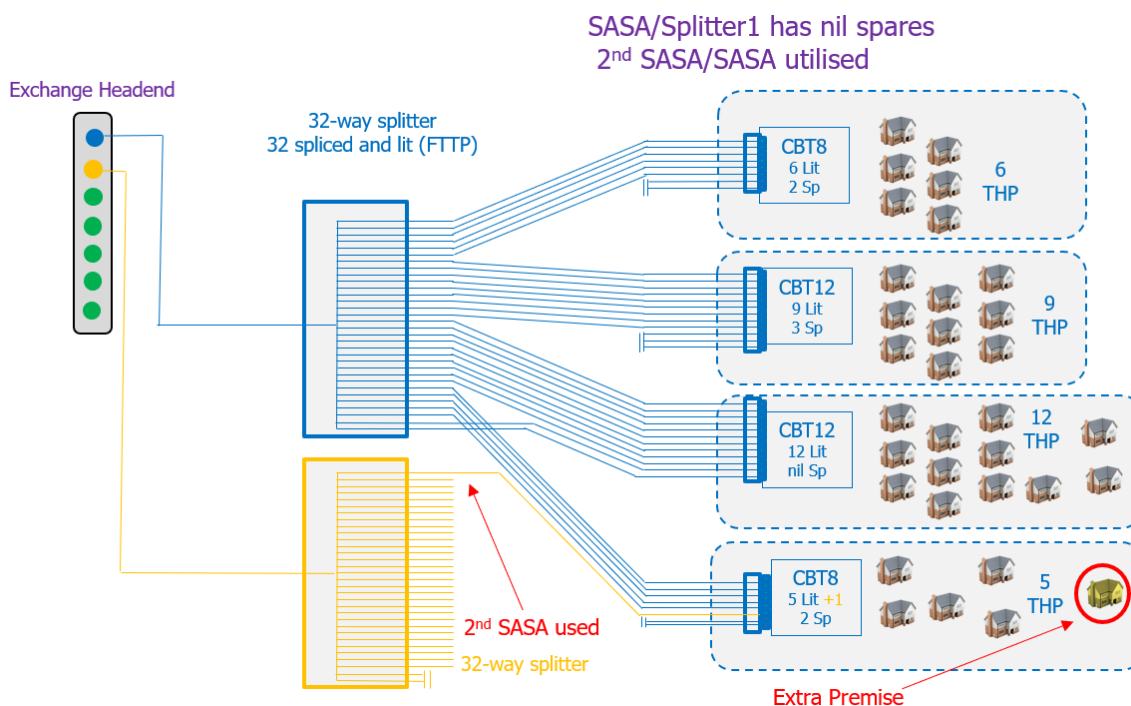 SASA/Splitter1 has nil spares
2nd SASA/SASA utilised
Exchange Headend
32-way splitter
32 spliced and lit (FTTP)
CBT8
6 Lit
2 Sp
6
THP
CBT12
9 Lit
3 Sp
9
THP
CBT12
12 Lit
nil Sp
12
THP
CBT8
5 Lit +1
2 Sp
5
THP
2nd SASA used
32-way splitter
Extra Premise